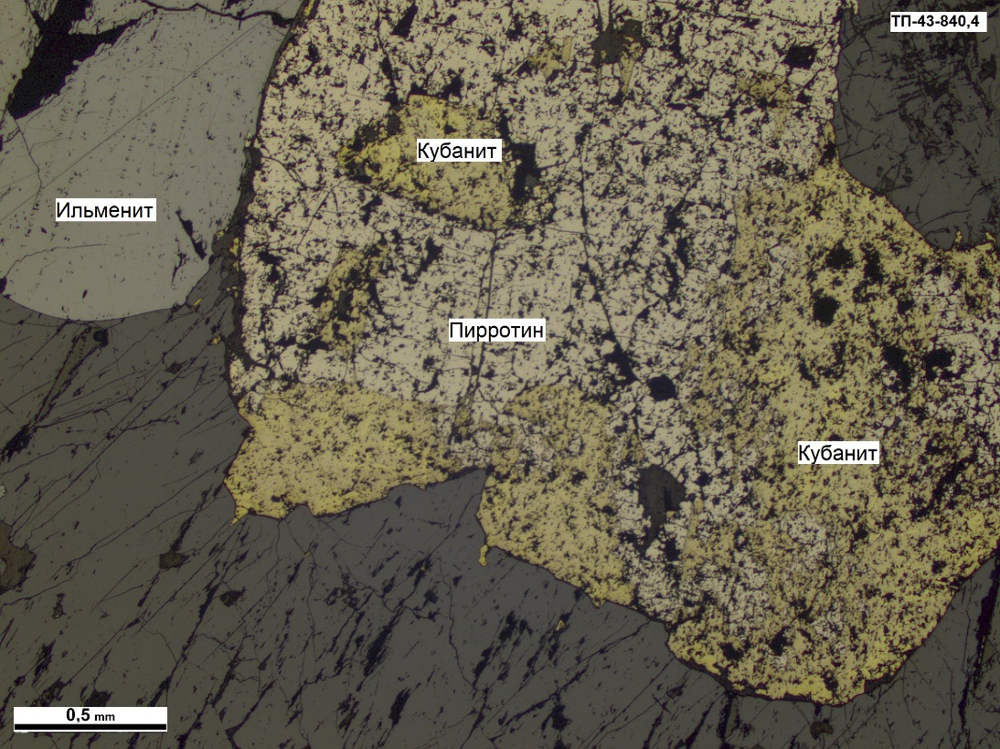 ТП-43-840,4
Кубанит
Ильменит
Пирротин
Кубанит
0,5 mm